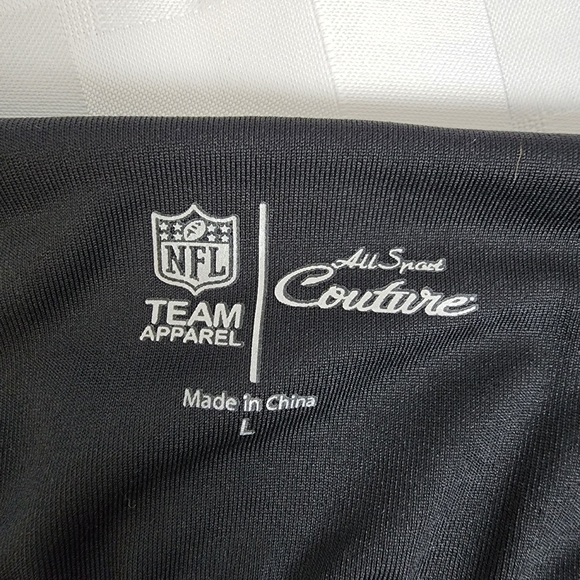 NFL
TEAM
APPAREL
All Sport
Couture
Made in China
L